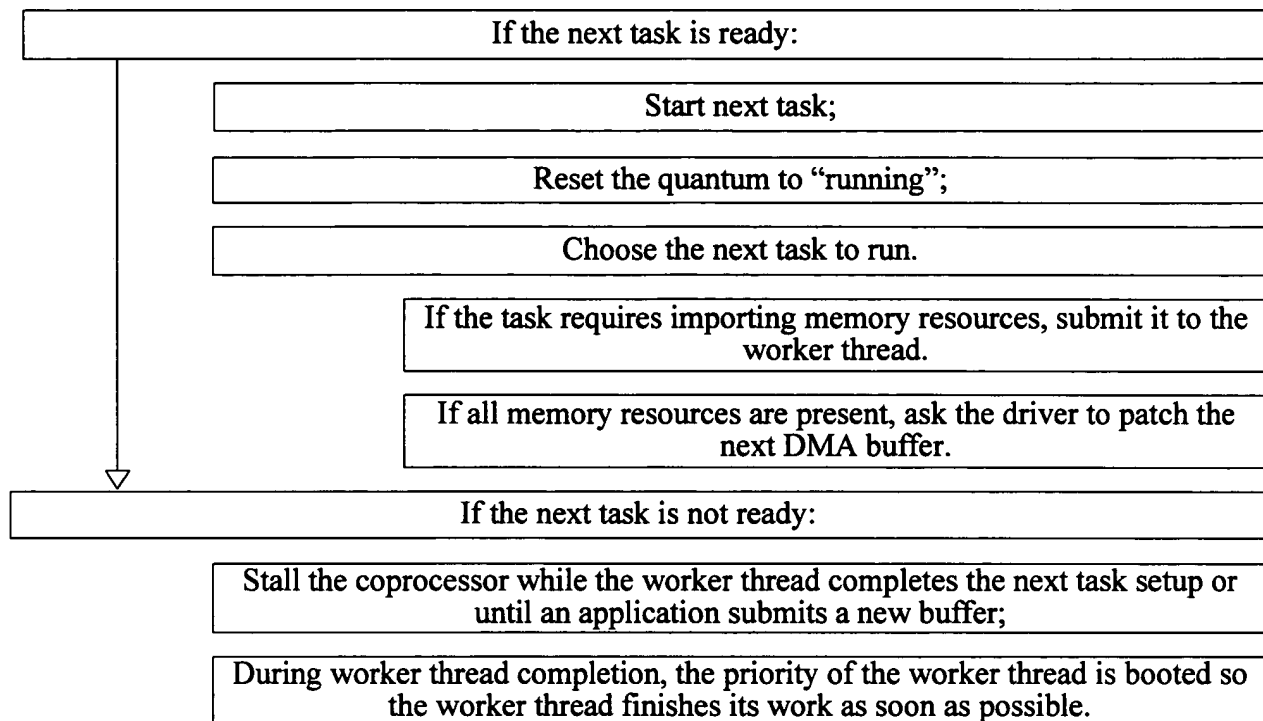 If the next task is ready:
Start next task;
Reset the quantum to “running”;
Choose the next task to run.
If the task requires importing memory resources, submit it to the
worker thread.
If all memory resources are present, ask the driver to patch the
next DMA buffer.
If the next task is not ready:
Stall the coprocessor while the worker thread completes the next task setup or
until an application submits a new buffer;
During worker thread completion, the priority of the worker thread is booted so
the worker thread finishes its work as soon as possible.